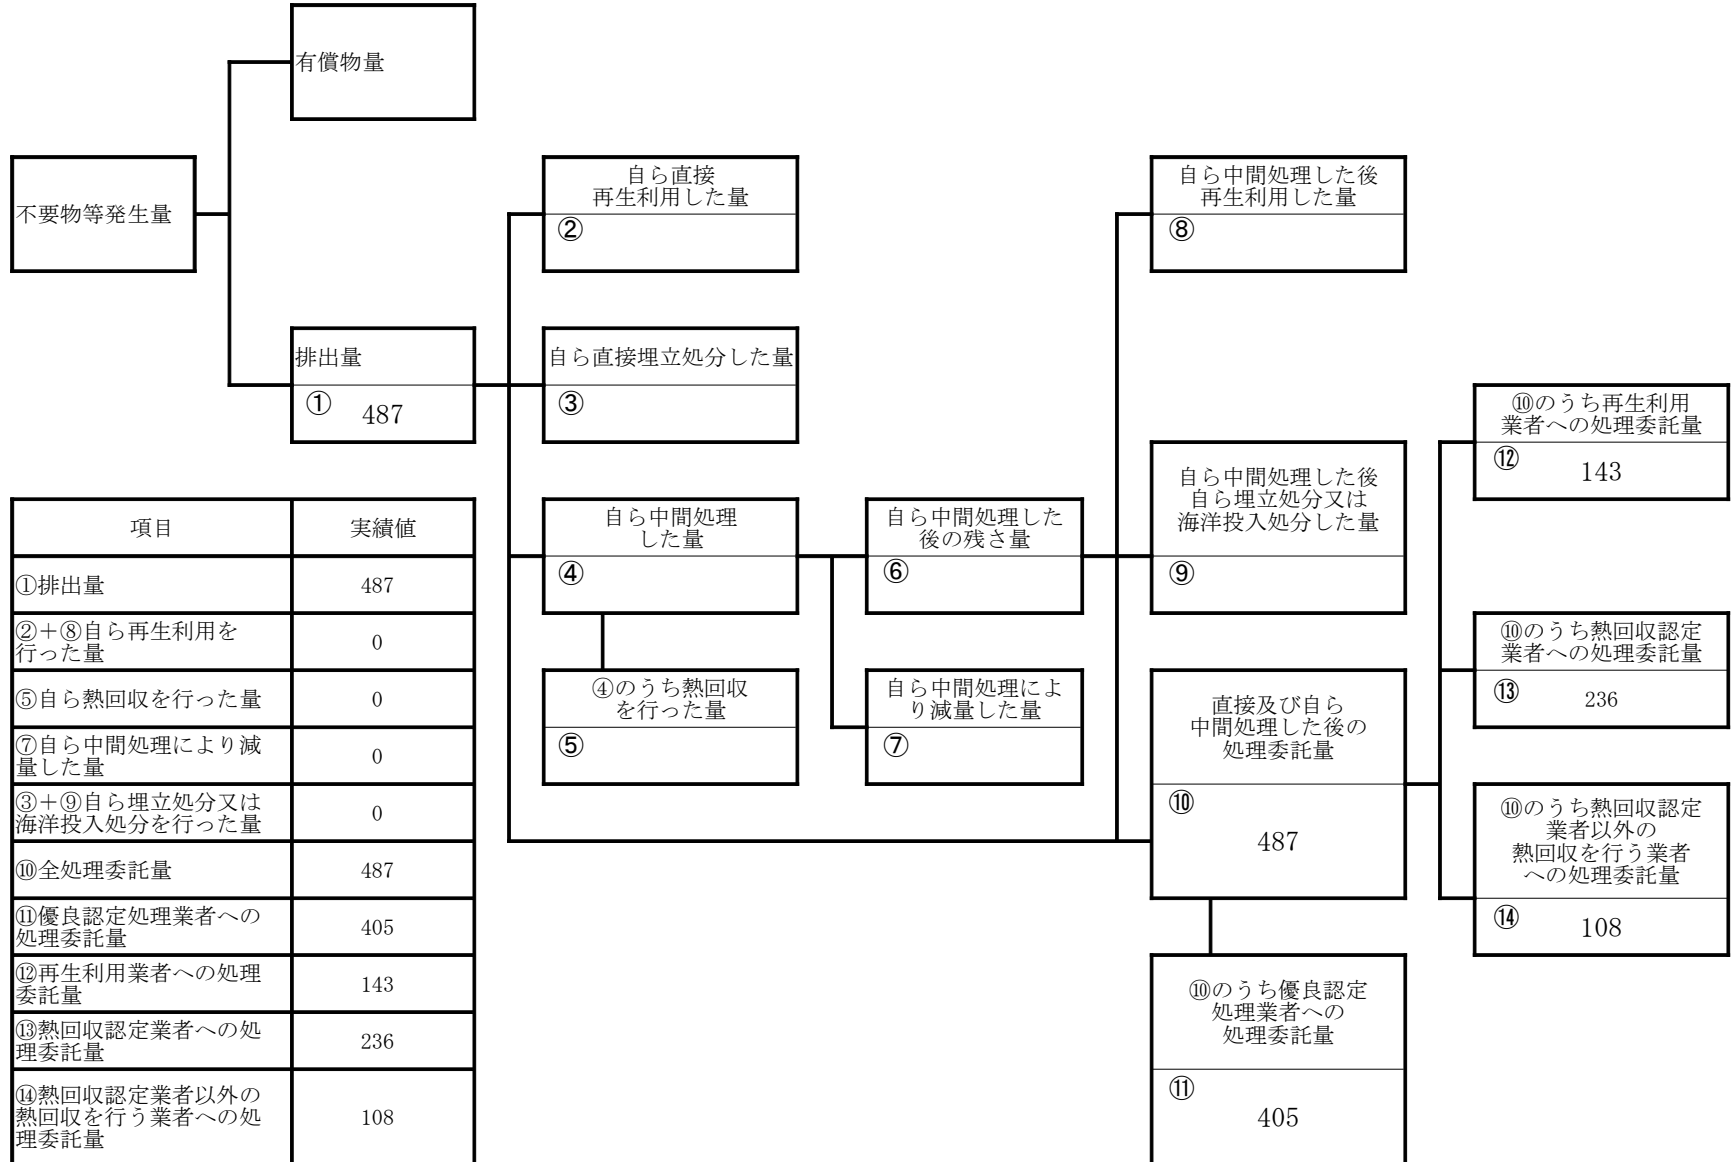 有償物量
不要物等発生量
自ら直接
再生利用した量
②
自ら中間処理した後
再生利用した量
⑧
排出量
① 487
自ら直接埋立処分した量
③
⑩のうち再生利用
業者への処理委託量
⑫ 143
自ら中間処理
した量
④
自ら中間処理した
後の残さ量
⑥
自ら中間処理した後
自ら埋立処分又は
海洋投入処分した量
⑨
⑩のうち熱回収認定
業者への処理委託量
⑬ 236
④のうち熱回収
を行った量
⑤
自ら中間処理によ
り減量した量
⑦
直接及び自ら
中間処理した後の
処理委託量
⑩
487
⑩のうち熱回収認定
業者以外の
熱回収を行う業者
への処理委託量
⑭ 108
⑩のうち優良認定
処理業者への
処理委託量
⑪
405
項目 実績値
①排出量 487
②＋⑧自ら再生利用を
行った量 0
⑤自ら熱回収を行った量 0
⑦自ら中間処理により減
量した量 0
③＋⑨自ら埋立処分又は
海洋投入処分を行った量 0
⑩全処理委託量 487
⑪優良認定処理業者への
処理委託量 405
⑫再生利用業者への処理
委託量 143
⑬熱回収認定業者への処
理委託量 236
⑭熱回収認定業者以外の
熱回収を行う業者への処
理委託量 108